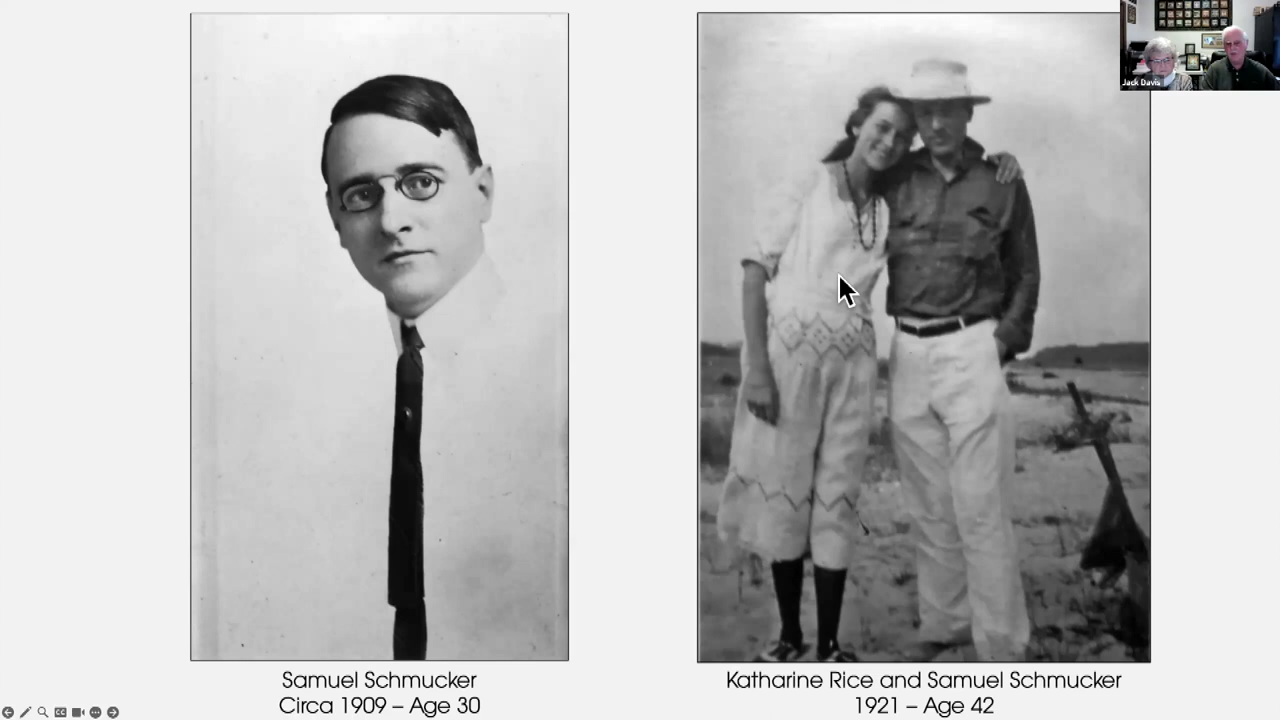 Jack Davis
Samuel Schmucker
Circa 1909 – Age 30
Katharine Rice and Samuel Schmucker
1921 – Age 42